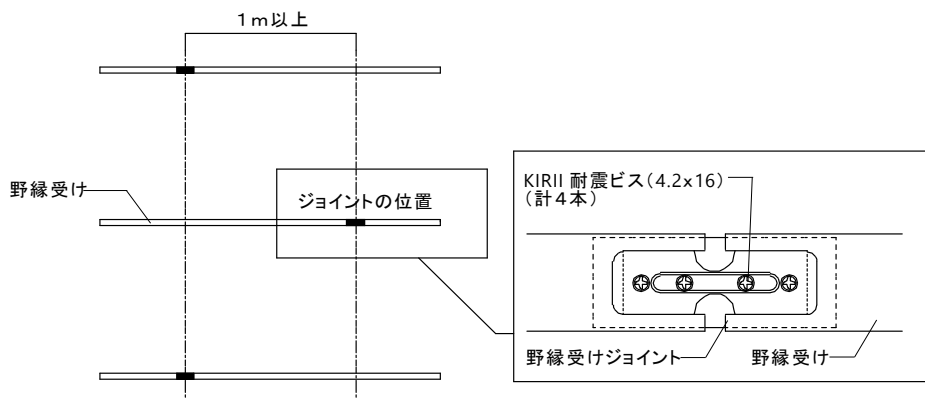 1m以上
野縁受け
ジョイントの位置
KIRII 耐震ビス(4.2x16)
(計4本)
野縁受けジョイント
野縁受け